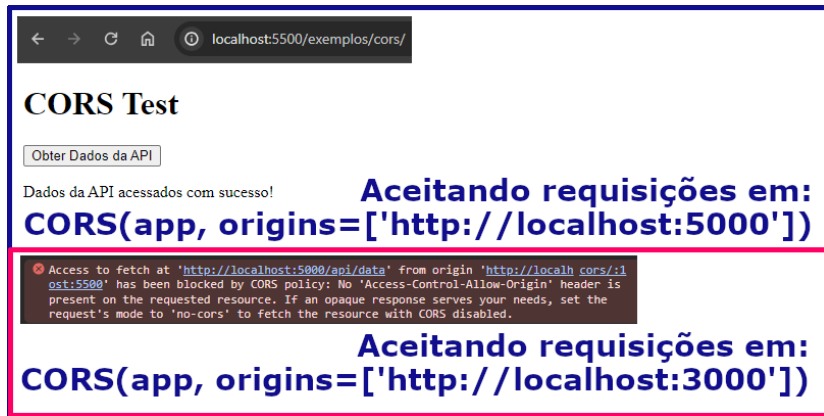 localhost:5500/exemplos/cors/
CORS Test
Obter Dados da API
Dados da API acessados com sucesso!
Aceitando requisições em:
CORS(app, origins=['http://localhost:5000'])
Access to fetch at 'http://localhost:5000/api/data' from origin 'http://localh cors/:1
ost:5500' has been blocked by CORS policy: No 'Access-Control-Allow-Origin' header is
present on the requested resource. If an opaque response serves your needs, set the
request's mode to 'no-cors' to fetch the resource with CORS disabled.
Aceitando requisições em:
CORS(app, origins=['http://localhost:3000'])